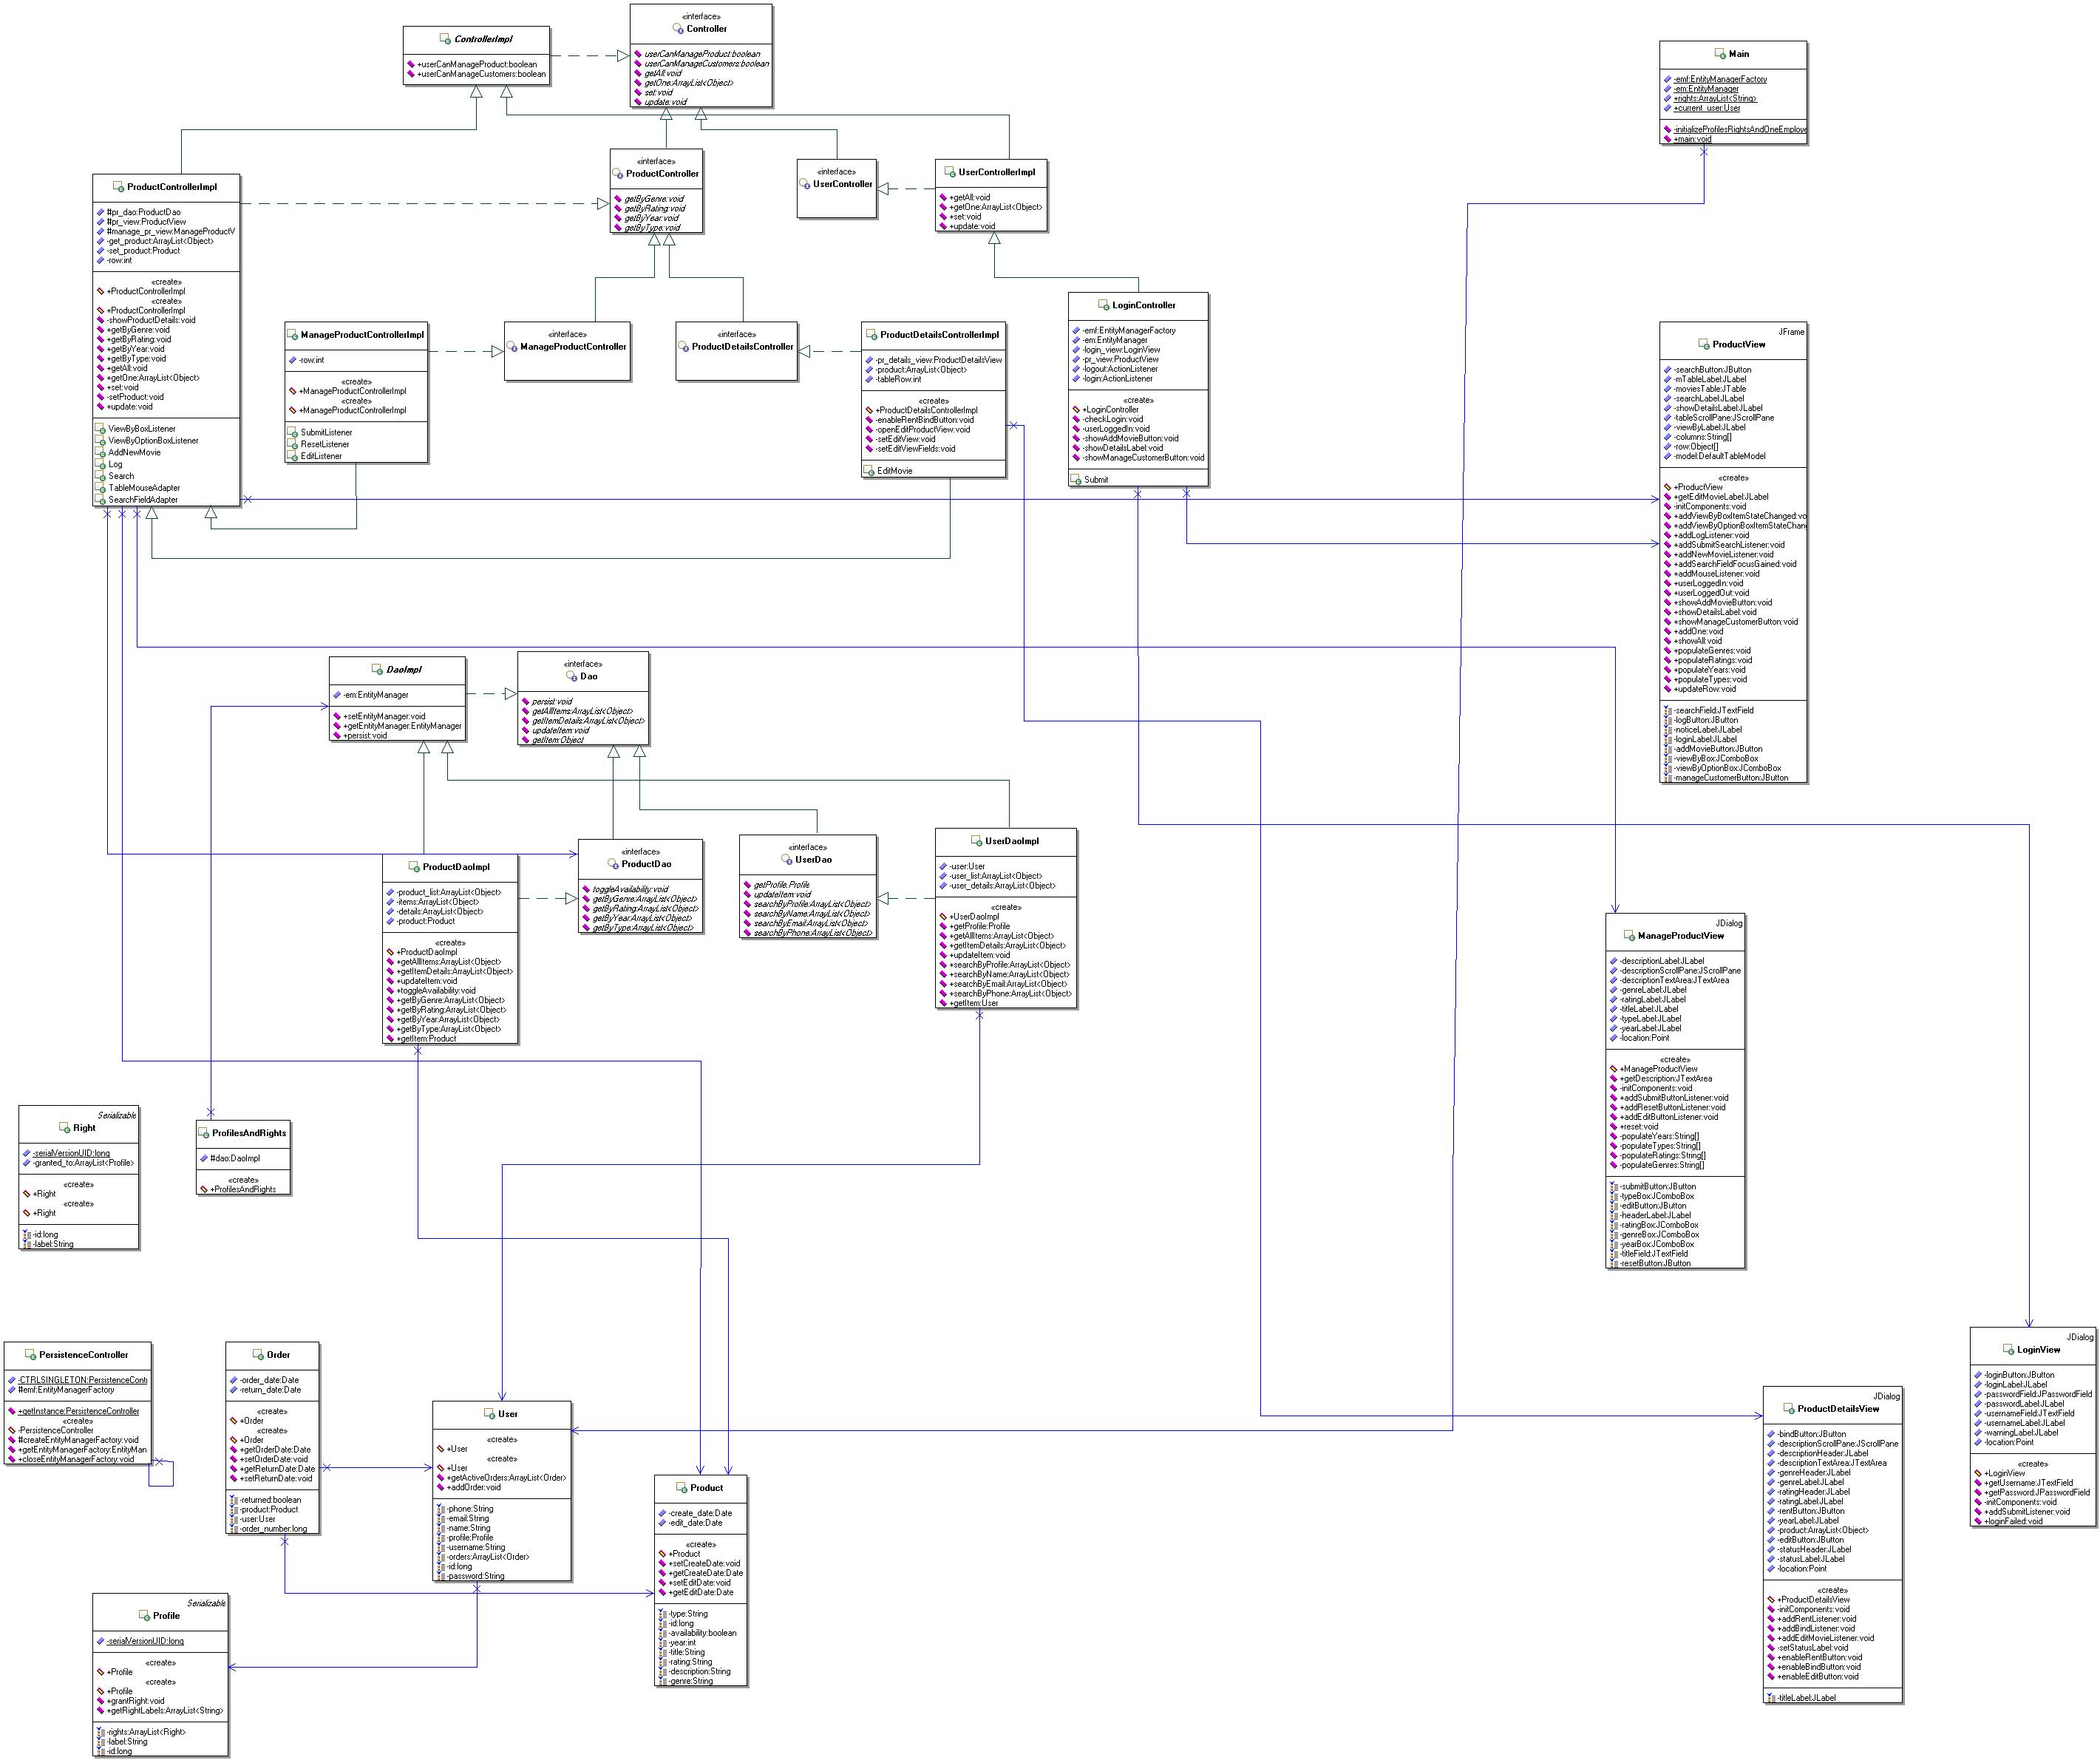 «interface»
Controller
userCanManageProduct:boolean
userCanManageCustomers:boolean
getAll:void
getOne:ArrayList<Object>
set:void
update:void
ControllerImpl
+userCanManageProduct:boolean
+userCanManageCustomers:boolean
Main
-emf:EntityManagerFactory
-em:EntityManager
+rights:ArrayList<String>
+current_user:User
-initializeProfilesRightsAndOneEmploye
+main:void
«interface»
ProductController
getByGenre:void
getByRating:void
getByYear:void
getByType:void
«interface»
UserController
UserControllerImpl
+getAll:void
+getOne:ArrayList<Object>
+set:void
+update:void
ProductControllerImpl
#pr_dao:ProductDao
#pr_view:ProductView
#manage_pr_view:ManageProductV
-get_product:ArrayList<Object>
-set_product:Product
-row:int
«create»
+ProductControllerImpl
«create»
+ProductControllerImpl
-showProductDetails:void
+getByGenre:void
+getByRating:void
+getByYear:void
+getByType:void
+getAll:void
+getOne:ArrayList<Object>
+set:void
-setProduct:void
+update:void
ViewByBoxListener
ViewByOptionBoxListener
AddNewMovie
Log
Search
TableMouseAdapter
SearchFieldAdapter
ManageProductControllerImpl
-row:int
«create»
+ManageProductControllerImpl
«create»
+ManageProductControllerImpl
SubmitListener
ResetListener
EditListener
«interface»
ManageProductController
«interface»
ProductDetailsController
ProductDetailsControllerImpl
-pr_details_view:ProductDetailsView
-product:ArrayList<Object>
-tableRow:int
«create»
+ProductDetailsControllerImpl
-enableRentBindButton:void
-openEditProductView:void
-setEditView:void
-setEditViewFields:void
EditMovie
LoginController
-emf:EntityManagerFactory
-em:EntityManager
-login_view:LoginView
-pr_view:ProductView
-logout:ActionListener
-login:ActionListener
«create»
+LoginController
-checkLogin:void
-userLoggedIn:void
-showAddMovieButton:void
-showDetailsLabel:void
-showManageCustomerButton:void
Submit
JFrame
ProductView
-searchButton:JButton
-mTableLabel:JLabel
-moviesTable:JTable
-searchLabel:JLabel
-showDetailsLabel:JLabel
-tableScrollPane:JScrollPane
-viewByLabel:JLabel
-columns:String[]
-row:Object[]
-model:DefaultTableModel
«create»
+ProductView
+getEditMovieLabel:JLabel
-initComponents:void
+addViewByBoxItemStateChanged:vo
+addViewByOptionBoxItemStateChan
+addLogListener:void
+addSubmitSearchListener:void
+addNewMovieListener:void
+addSearchFieldFocusGained:void
+addMouseListener:void
+userLoggedIn:void
+userLoggedOut:void
+showAddMovieButton:void
+showDetailsLabel:void
+showManageCustomerButton:void
+addOne:void
+showAll:void
+populateGenres:void
+populateRatings:void
+populateYears:void
+populateTypes:void
+updateRow:void
-searchField:JTextField
-logButton:JButton
-noticeLabel:JLabel
-loginLabel:JLabel
-addMovieButton:JButton
-viewByBox:JComboBox
-viewByOptionBox:JComboBox
-manageCustomerButton:JButton
DaoImpl
-em:EntityManager
+setEntityManager:void
+getEntityManager:EntityManager
+persist:void
«interface»
Dao
persist:void
getAllItems:ArrayList<Object>
getItemDetails:ArrayList<Object>
updateItem:void
getItem:Object
ProductDaoImpl
-product_list:ArrayList<Object>
-items:ArrayList<Object>
-details:ArrayList<Object>
-product:Product
«create»
+ProductDaoImpl
+getAllItems:ArrayList<Object>
+getItemDetails:ArrayList<Object>
+updateItem:void
+toggleAvailability:void
+getByGenre:ArrayList<Object>
+getByRating:ArrayList<Object>
+getByYear:ArrayList<Object>
+getByType:ArrayList<Object>
+getItem:Product
«interface»
ProductDao
toggleAvailability:void
getByGenre:ArrayList<Object>
getByRating:ArrayList<Object>
getByYear:ArrayList<Object>
getByType:ArrayList<Object>
«interface»
UserDao
getProfile:Profile
updateItem:void
searchByProfile:ArrayList<Object>
searchByName:ArrayList<Object>
searchByEmail:ArrayList<Object>
searchByPhone:ArrayList<Object>
UserDaoImpl
-user:User
-user_list:ArrayList<Object>
-user_details:ArrayList<Object>
«create»
+UserDaoImpl
+getProfile:Profile
+getAllItems:ArrayList<Object>
+getItemDetails:ArrayList<Object>
+updateItem:void
+searchByProfile:ArrayList<Object>
+searchByName:ArrayList<Object>
+searchByEmail:ArrayList<Object>
+searchByPhone:ArrayList<Object>
+getItem:User
JDialog
ManageProductView
-descriptionLabel:JLabel
-descriptionScrollPane:JScrollPane
-descriptionTextArea:JTextArea
-genreLabel:JLabel
-ratingLabel:JLabel
-titleLabel:JLabel
-typeLabel:JLabel
-yearLabel:JLabel
-location:Point
«create»
+ManageProductView
+getDescription:JTextArea
-initComponents:void
+addSubmitButtonListener:void
+addResetButtonListener:void
+addEditButtonListener:void
+reset:void
-populateYears:String[]
-populateTypes:String[]
-populateRatings:String[]
-populateGenres:String[]
-submitButton:JButton
-typeBox:JComboBox
-editButton:JButton
-headerLabel:JLabel
-ratingBox:JComboBox
-genreBox:JComboBox
-yearBox:JComboBox
-titleField:JTextField
-resetButton:JButton
Serializable
Right
-serialVersionUID:long
-granted_to:ArrayList<Profile>
«create»
+Right
«create»
+Right
-id:long
-label:String
ProfilesAndRights
#dao:DaoImpl
«create»
+ProfilesAndRights
PersistenceController
-CTRLSINGLETON:PersistenceContr
#emf:EntityManagerFactory
+getInstance:PersistenceController
«create»
-PersistenceController
#createEntityManagerFactory:void
+getEntityManagerFactory:EntityMan
+closeEntityManagerFactory:void
Order
-order_date:Date
-return_date:Date
«create»
+Order
«create»
+Order
+getOrderDate:Date
+setOrderDate:void
+getReturnDate:Date
+setReturnDate:void
-returned:boolean
-product:Product
-user:User
-order_number:long
User
«create»
+User
«create»
+User
+getActiveOrders:ArrayList<Order>
+addOrder:void
-phone:String
-email:String
-name:String
-profile:Profile
-username:String
-orders:ArrayList<Order>
-id:long
-password:String
Product
-create_date:Date
-edit_date:Date
«create»
+Product
+setCreateDate:void
+getCreateDate:Date
+setEditDate:void
+getEditDate:Date
-type:String
-id:long
-availability:boolean
-year:int
-title:String
-rating:String
-description:String
-genre:String
Serializable
Profile
-serialVersionUID:long
«create»
+Profile
«create»
+Profile
+grantRight:void
+getRightLabels:ArrayList<String>
-rights:ArrayList<Right>
-label:String
-id:long
JDialog
ProductDetailsView
-bindButton:JButton
-descriptionScrollPane:JScrollPane
-descriptionHeader:JLabel
-descriptionTextArea:JTextArea
-genreHeader:JLabel
-genreLabel:JLabel
-ratingHeader:JLabel
-ratingLabel:JLabel
-rentButton:JButton
-yearLabel:JLabel
-product:ArrayList<Object>
-editButton:JButton
-statusHeader:JLabel
-statusLabel:JLabel
-location:Point
«create»
+ProductDetailsView
-initComponents:void
+addRentListener:void
+addBindListener:void
+addEditMovieListener:void
-setStatusLabel:void
+enableRentButton:void
+enableBindButton:void
+enableEditButton:void
-titleLabel:JLabel
JDialog
LoginView
-loginButton:JButton
-loginLabel:JLabel
-passwordField:JPasswordField
-passwordLabel:JLabel
-usernameField:JTextField
-usernameLabel:JLabel
-warningLabel:JLabel
-location:Point
«create»
+LoginView
+getUsername:JTextField
+getPassword:JPasswordField
-initComponents:void
+addSubmitListener:void
+loginFailed:void